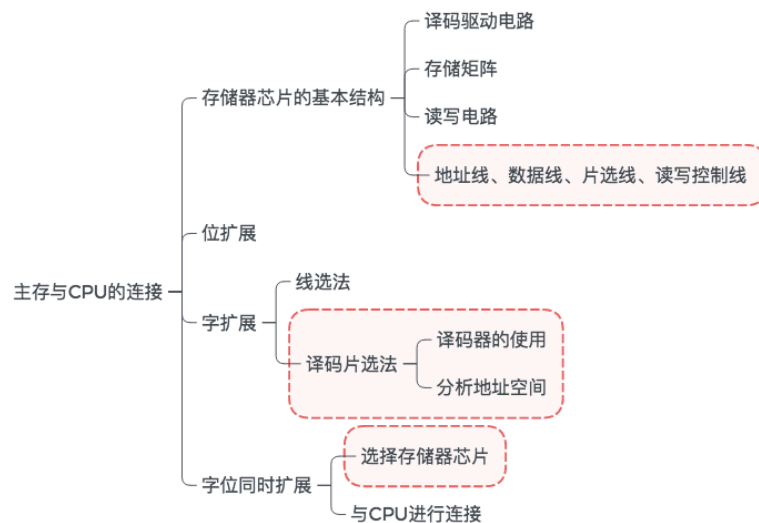 译码驱动电路
存储矩阵
存储器芯片的基本结构
读写电路
地址线、数据线、片选线、读写控制线
位扩展
主存与CPU的连接
线选法
字扩展
译码器的使用
译码片选法
分析地址空间
选择存储器芯片
字位同时扩展
与CPU进行连接